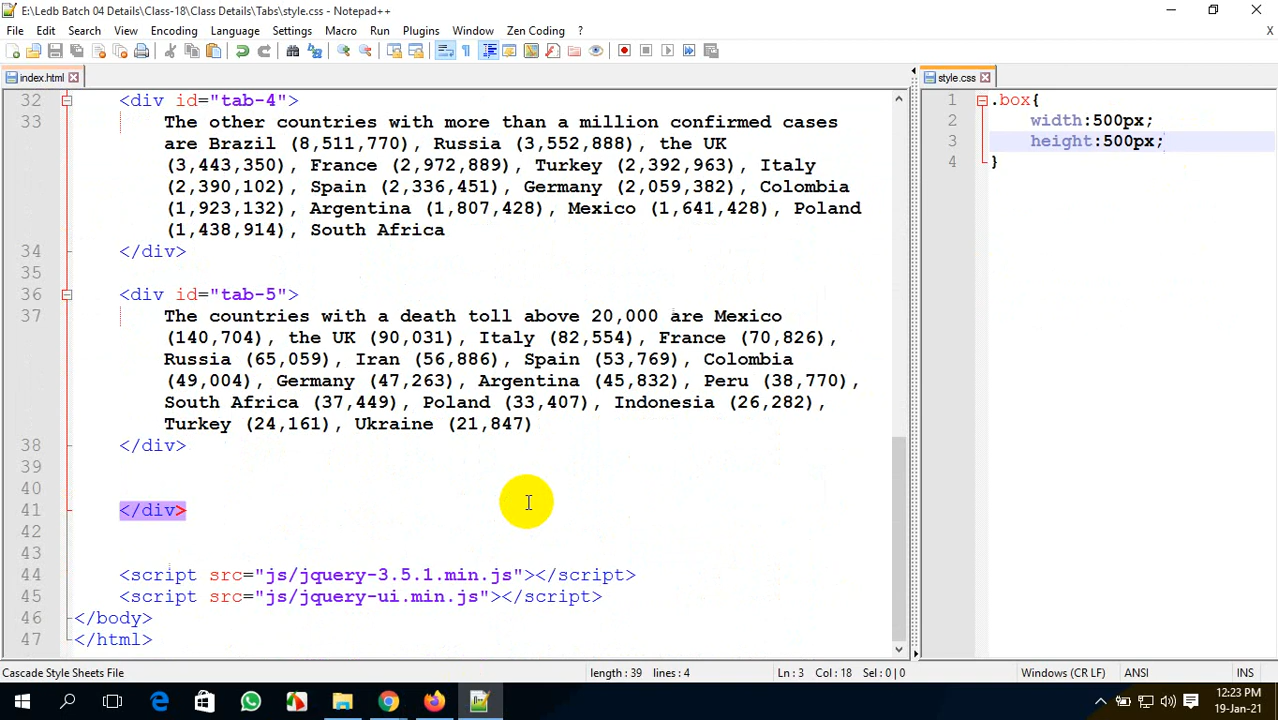 E:\Ledb Batch 04 Details\Class-18\Class Details\Tabs\style.css - Notepad++
File Edit Search View Encoding Language Settings Macro Run Plugins Window Zen Coding ? X
index.html
32 <div id="tab-4">
33 The other countries with more than a million confirmed cases
are Brazil (8,511,770), Russia (3,552,888), the UK
(3,443,350), France (2,972,889), Turkey (2,392,963), Italy
(2,390,102), Spain (2,336,451), Germany (2,059,382), Colombia
(1,923,132), Argentina (1,807,428), Mexico (1,641,428), Poland
(1,438,914), South Africa
34 </div>
35
36 <div id="tab-5">
37 The countries with a death toll above 20,000 are Mexico
(140,704), the UK (90,031), Italy (82,554), France (70,826),
Russia (65,059), Iran (56,886), Spain (53,769), Colombia
(49,004), Germany (47,263), Argentina (45,832), Peru (38,770),
South Africa (37,449), Poland (33,407), Indonesia (26,282),
Turkey (24,161), Ukraine (21,847)
38 </div>
39
40
41 </div>
42
43
44 <script src="js/jquery-3.5.1.min.js"></script>
45 <script src="js/jquery-ui.min.js"></script>
46 </body>
47 </html>
style.css
1 .box{
2 width:500px;
3 height:500px;
4 }
Cascade Style Sheets File length : 39 lines : 4 Ln : 3 Col : 18 Sel : 0 | 0 Windows (CR LF) ANSI INS
12:23 PM
19-Jan-21